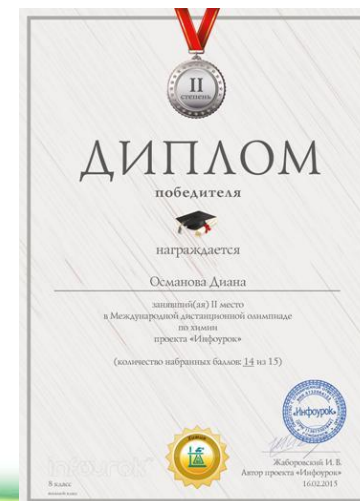 II
степень
ДИПЛОМ
победителя
награждается
Османова Диана
занявший(ая) II место
в Международной дистанционной олимпиаде
по химии
проекта «Инфоурок»
(количество набранных баллов: 14 из 15)
«Инфоурок»
Жаборовский И. В.
Автор проекта «Инфоурок»
16.02.2015
8 класс